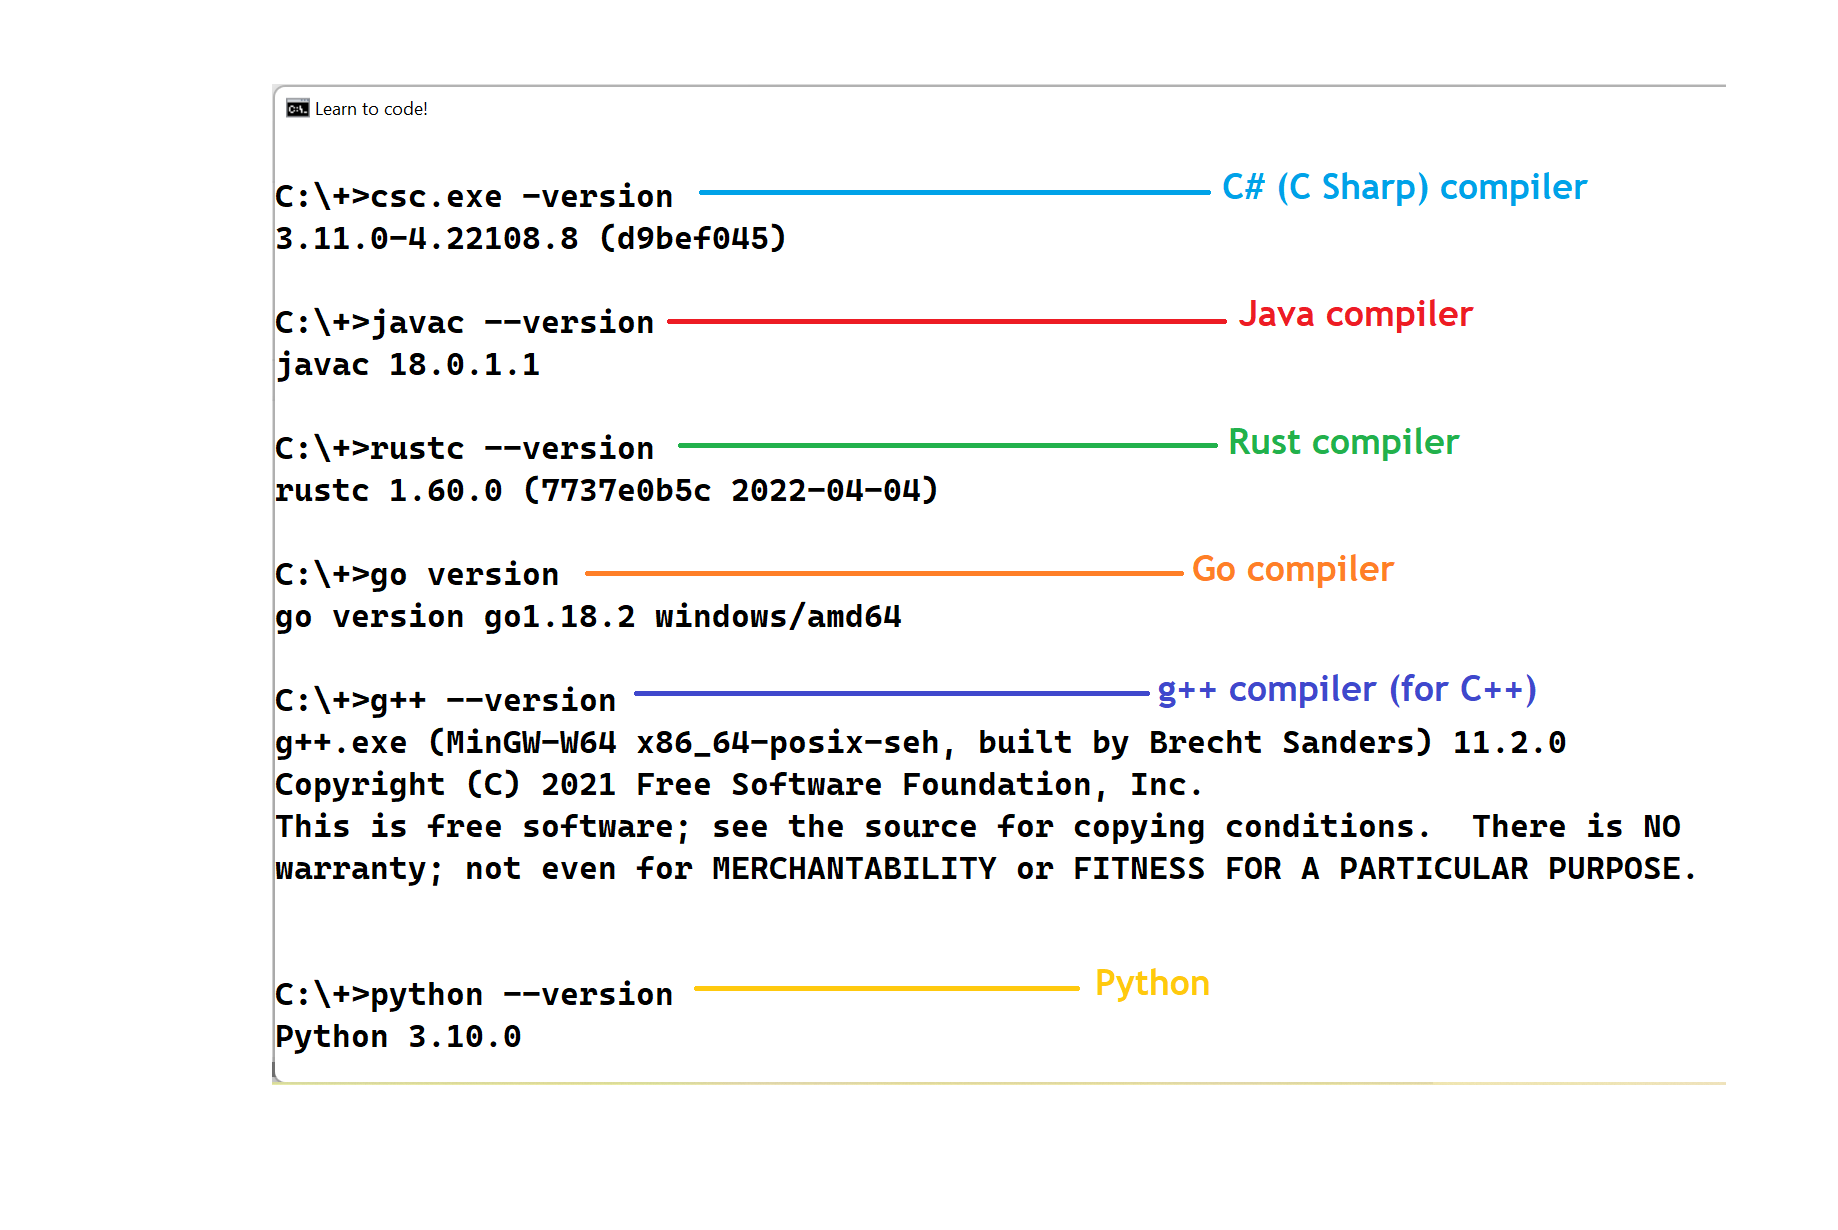 Learn to code!
C:\+>csc.exe -version C# (C Sharp) compiler
3.11.0-4.22108.8 (d9bef045)
C:\+>javac --version Java compiler
javac 18.0.1.1
C:\+>rustc --version Rust compiler
rustc 1.60.0 (7737e0b5c 2022-04-04)
C:\+>go version Go compiler
go version go1.18.2 windows/amd64
C:\+>g++ --version g++ compiler (for C++)
g++.exe (MinGW-W64 x86_64-posix-seh, built by Brecht Sanders) 11.2.0
Copyright (C) 2021 Free Software Foundation, Inc.
This is free software; see the source for copying conditions.  There is NO
warranty; not even for MERCHANTABILITY or FITNESS FOR A PARTICULAR PURPOSE.
C:\+>python --version Python
Python 3.10.0